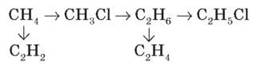 CH₄ → CH₃Cl → C₂H₆ → C₂H₅Cl
↓ ↓
C₂H₂ C₂H₄